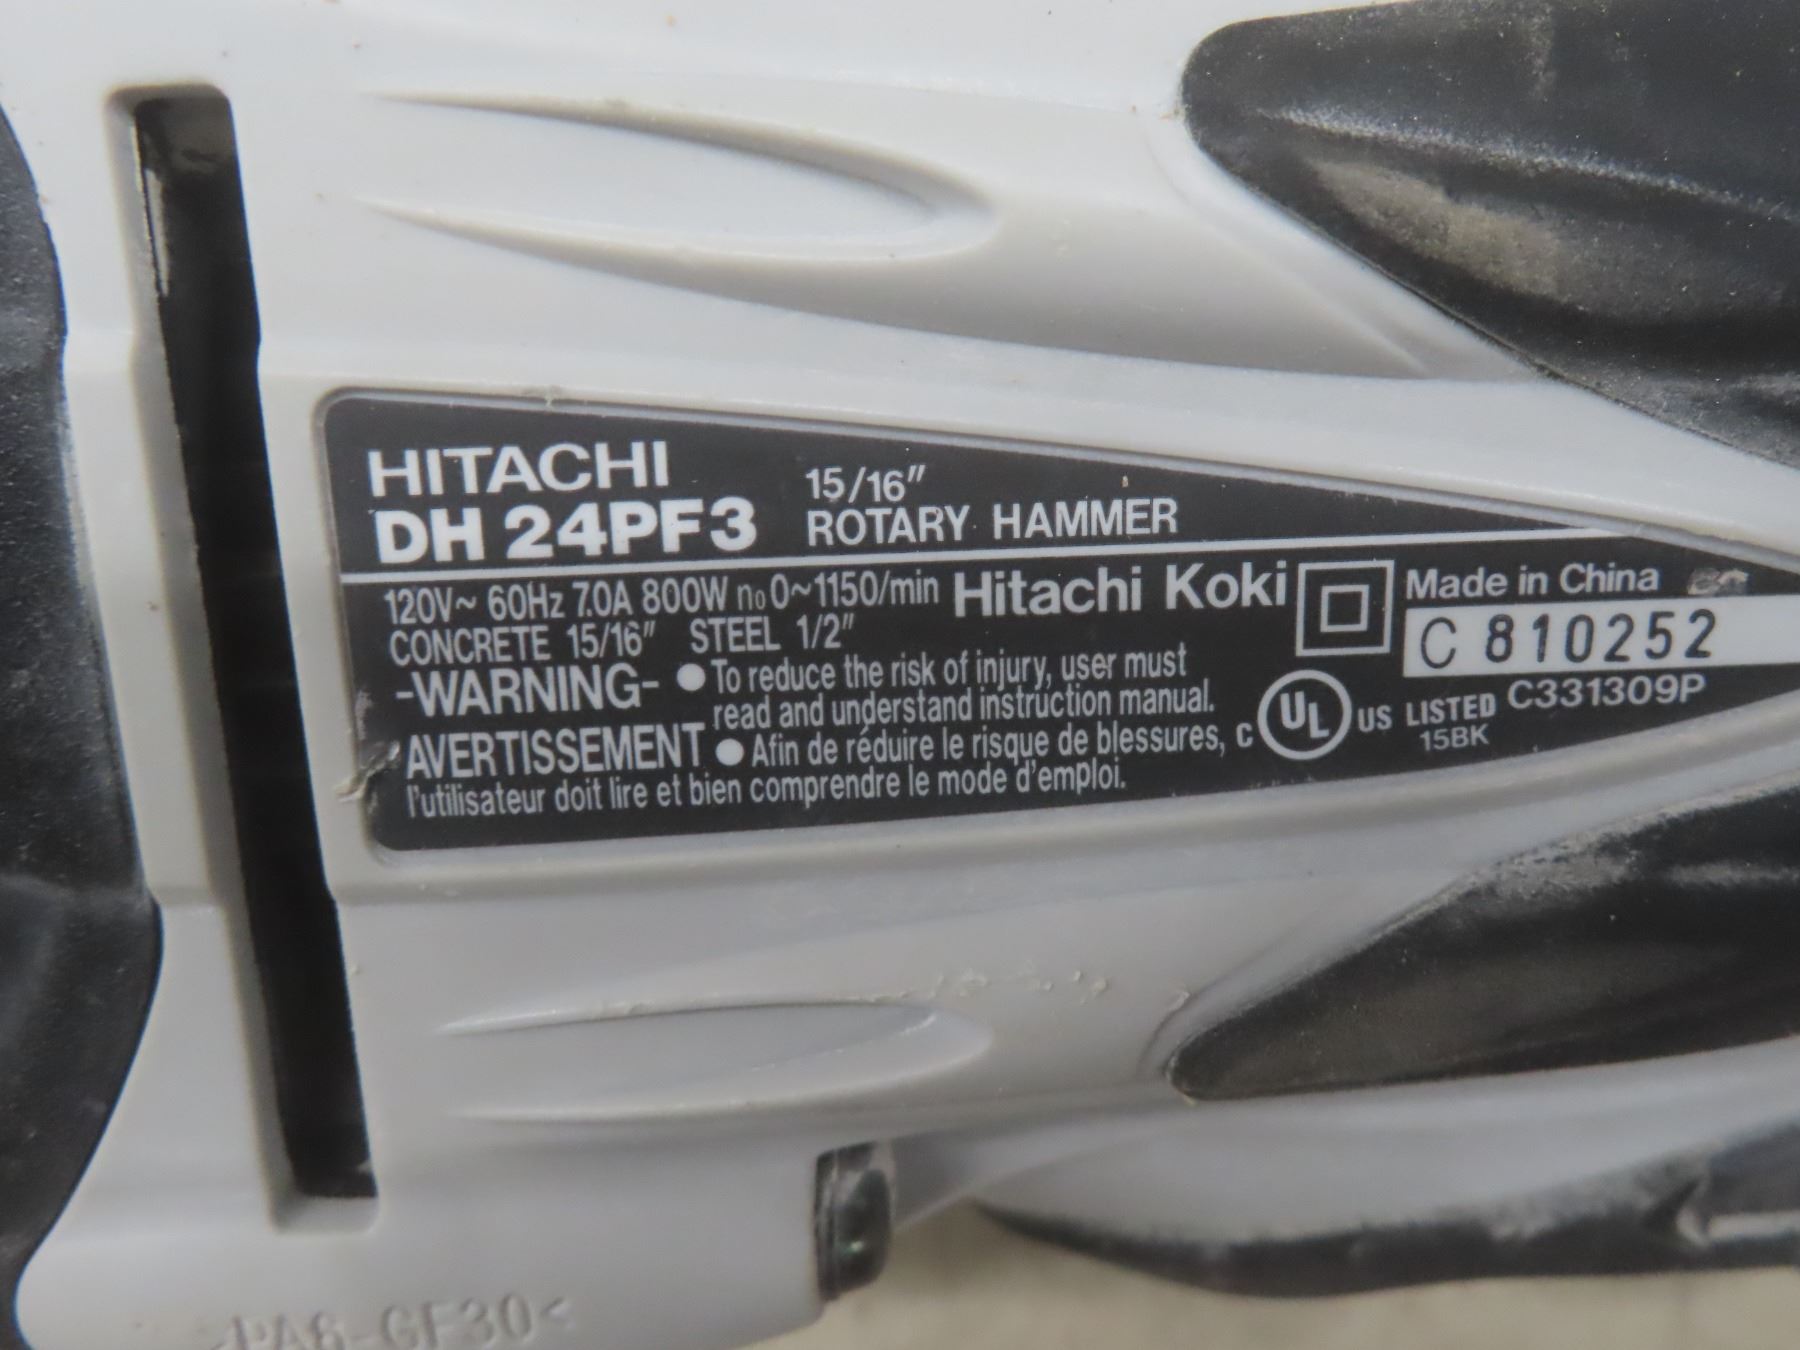 HITACHI
DH 24PF3
15/16"
ROTARY HAMMER
120V~ 60Hz 7.0A 800W n₀ 0~1150/min
CONCRETE 15/16" STEEL 1/2"
Hitachi Koki
Made in China
C 810252
-WARNING- ●To reduce the risk of injury, user must
read and understand instruction manual.
AVERTISSEMENT ●Afin de réduire le risque de blessures,
l'utilisateur doit lire et bien comprendre le mode d'emploi.
C UL US LISTED C331309P
15BK
>PA6-GF30<